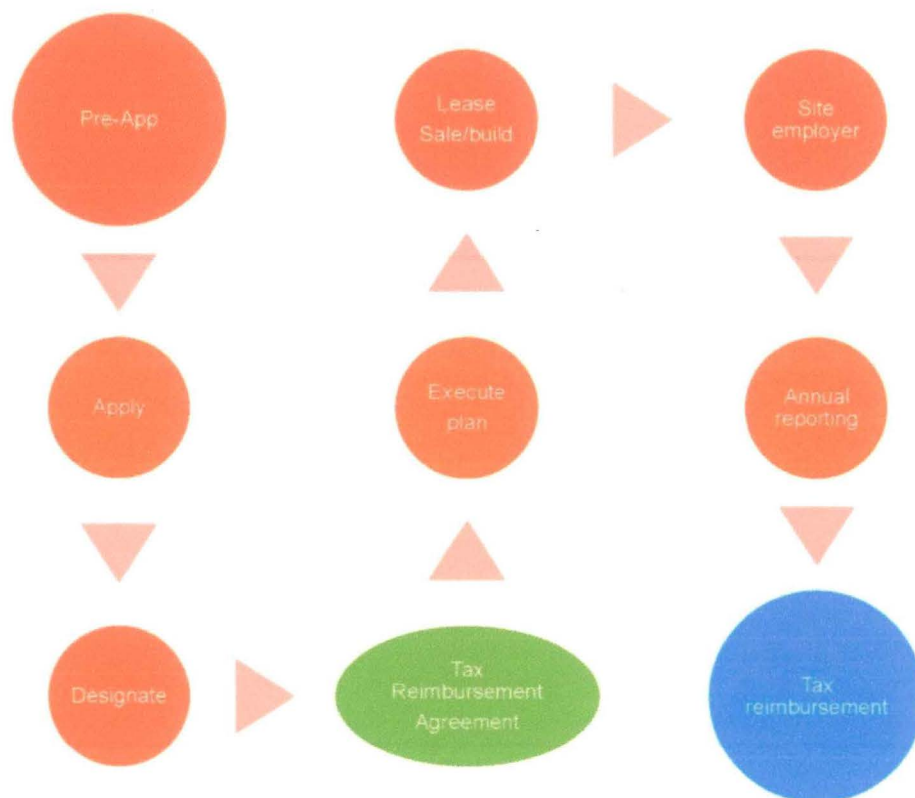 Pre-App
Apply
Designate
Tax
Reimbursement
Agreement
Execute
plan
Lease
Sale/build
Site
employer
Annual
reporting
Tax
reimbursement